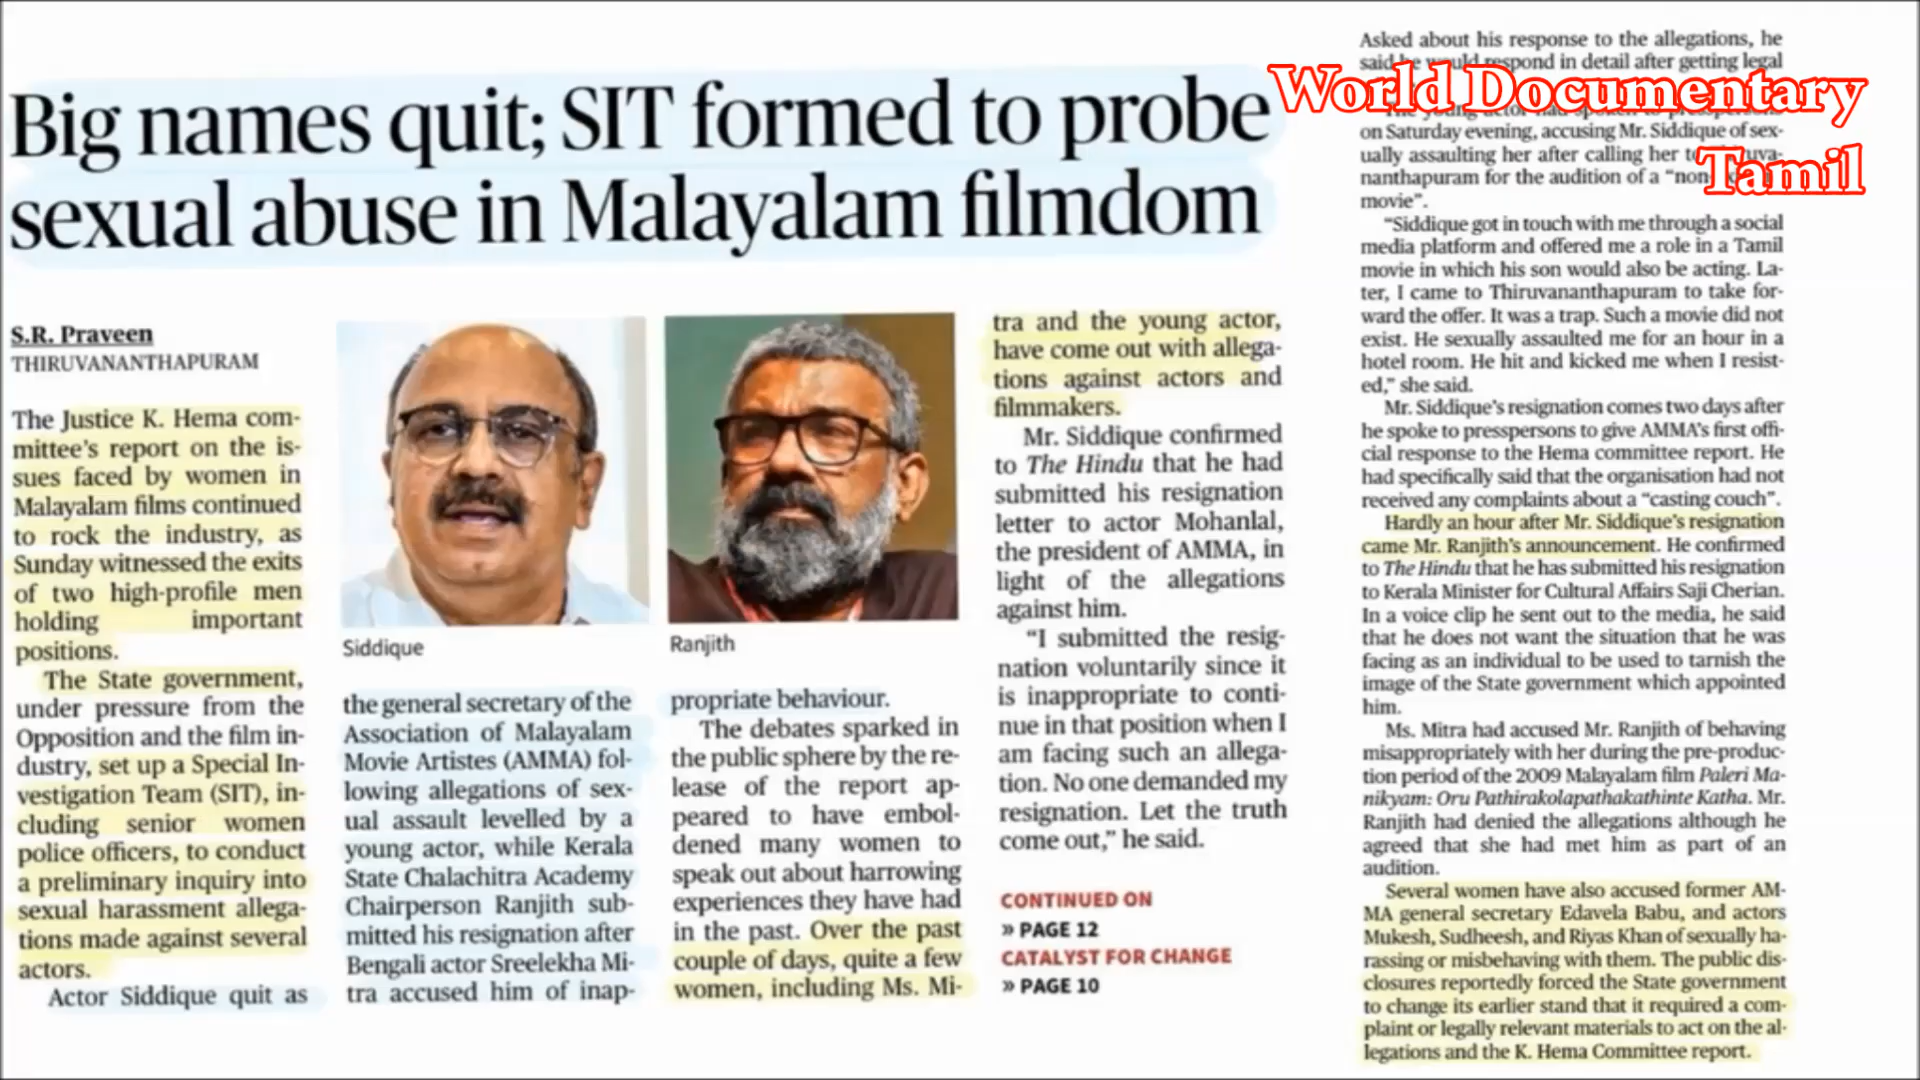 Big names quit; SIT formed to probe
sexual abuse in Malayalam filmdom
S.R. Praveen
THIRUVANANTHAPURAM
The Justice K. Hema com-
mittee's report on the is-
sues faced by women in
Malayalam films continued
to rock the industry, as
Sunday witnessed the exits
of two high-profile men
holding important
positions.
The State government,
under pressure from the
Opposition and the film in-
dustry, set up a Special In-
vestigation Team (SIT), in-
cluding senior women
police officers, to conduct
a preliminary inquiry into
sexual harassment allega-
tions made against several
actors.
Actor Siddique quit as
Siddique
the general secretary of the
Association of Malayalam
Movie Artistes (AMMA) fol-
lowing allegations of sex-
ual assault levelled by a
young actor, while Kerala
State Chalachitra Academy
Chairperson Ranjith sub-
mitted his resignation after
Bengali actor Sreelekha Mi-
tra accused him of inap-
Ranjith
propriate behaviour.
The debates sparked in
the public sphere by the re-
lease of the report ap-
peared to have embol-
dened many women to
speak out about harrowing
experiences they have had
in the past. Over the past
couple of days, quite a few
women, including Ms. Mi-
tra and the young actor,
have come out with allega-
tions against actors and
filmmakers.
Mr. Siddique confirmed
to The Hindu that he had
submitted his resignation
letter to actor Mohanlal,
the president of AMMA, in
light of the allegations
against him.
“I submitted the resig-
nation voluntarily since it
is inappropriate to conti-
nue in that position when I
am facing such an allega-
tion. No one demanded my
resignation. Let the truth
come out,” he said.
CONTINUED ON
» PAGE 12
CATALYST FOR CHANGE
» PAGE 10
Asked about his response to the allegations, he
said he would respond in detail after getting legal
World Documentary
Tamil
on Saturday evening, accusing Mr. Siddique of sex-
ually assaulting her after calling her
nanthapuram for the audition of a
movie”.
“Siddique got in touch with me through a social
media platform and offered me a role in a Tamil
movie in which his son would also be acting. La-
ter, I came to Thiruvananthapuram to take for-
ward the offer. It was a trap. Such a movie did not
exist. He sexually assaulted me for an hour in a
hotel room. He hit and kicked me when I resist-
ed,” she said.
Mr. Siddique's resignation comes two days after
he spoke to presspersons to give AMMA's first offi-
cial response to the Hema committee report. He
had specifically said that the organisation had not
received any complaints about a “casting couch”.
Hardly an hour after Mr. Siddique's resignation
came Mr. Ranjith's announcement. He confirmed
to The Hindu that he has submitted his resignation
to Kerala Minister for Cultural Affairs Saji Cherian.
In a voice clip he sent out to the media, he said
that he does not want the situation that he was
facing as an individual to be used to tarnish the
image of the State government which appointed
him.
Ms. Mitra had accused Mr. Ranjith of behaving
misappropriately with her during the pre-produc-
tion period of the 2009 Malayalam film Paleri Ma-
nikyam: Oru Pathirakolapathakathinte Katha. Mr.
Ranjith had denied the allegations although he
agreed that she had met him as part of an
audition.
Several women have also accused former AM-
MA general secretary Edavela Babu, and actors
Mukesh, Sudheesh, and Riyas Khan of sexually ha-
rassing or misbehaving with them. The public dis-
closures reportedly forced the State government
to change its earlier stand that it required a com-
plaint or legally relevant materials to act on the al-
legations and the K. Hema Committee report.